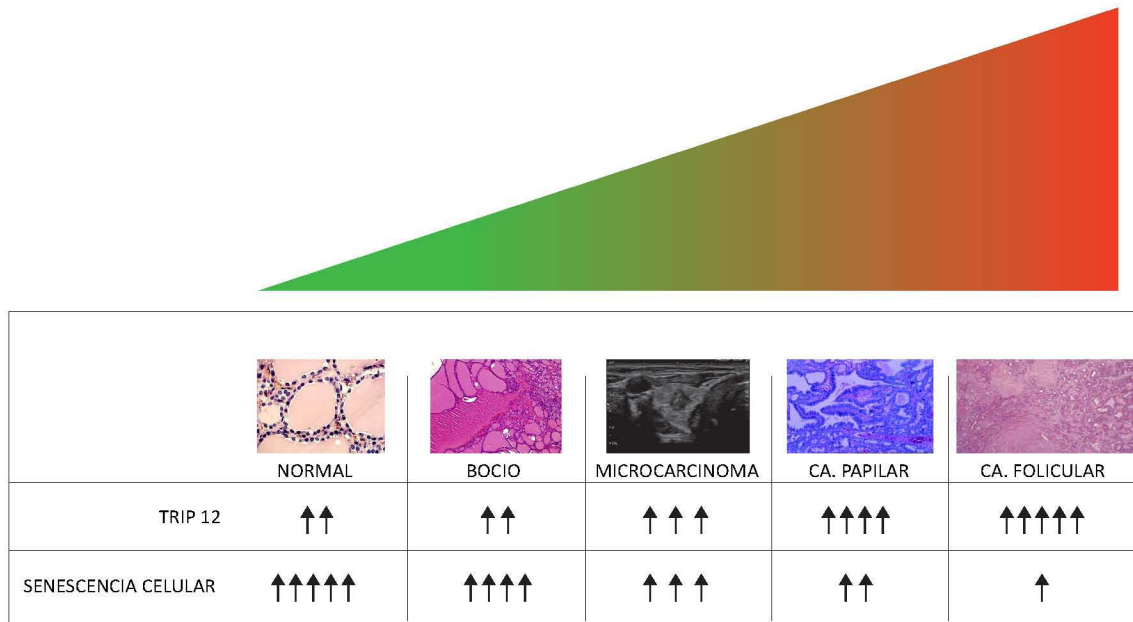 NORMAL BOCIO MICROCARCINOMA CA. PAPILAR CA. FOLICULAR
TRIP 12 ↑↑ ↑↑ ↑↑↑ ↑↑↑↑ ↑↑↑↑↑
SENESCENCIA CELULAR ↑↑↑↑↑ ↑↑↑↑ ↑↑↑ ↑↑ ↑